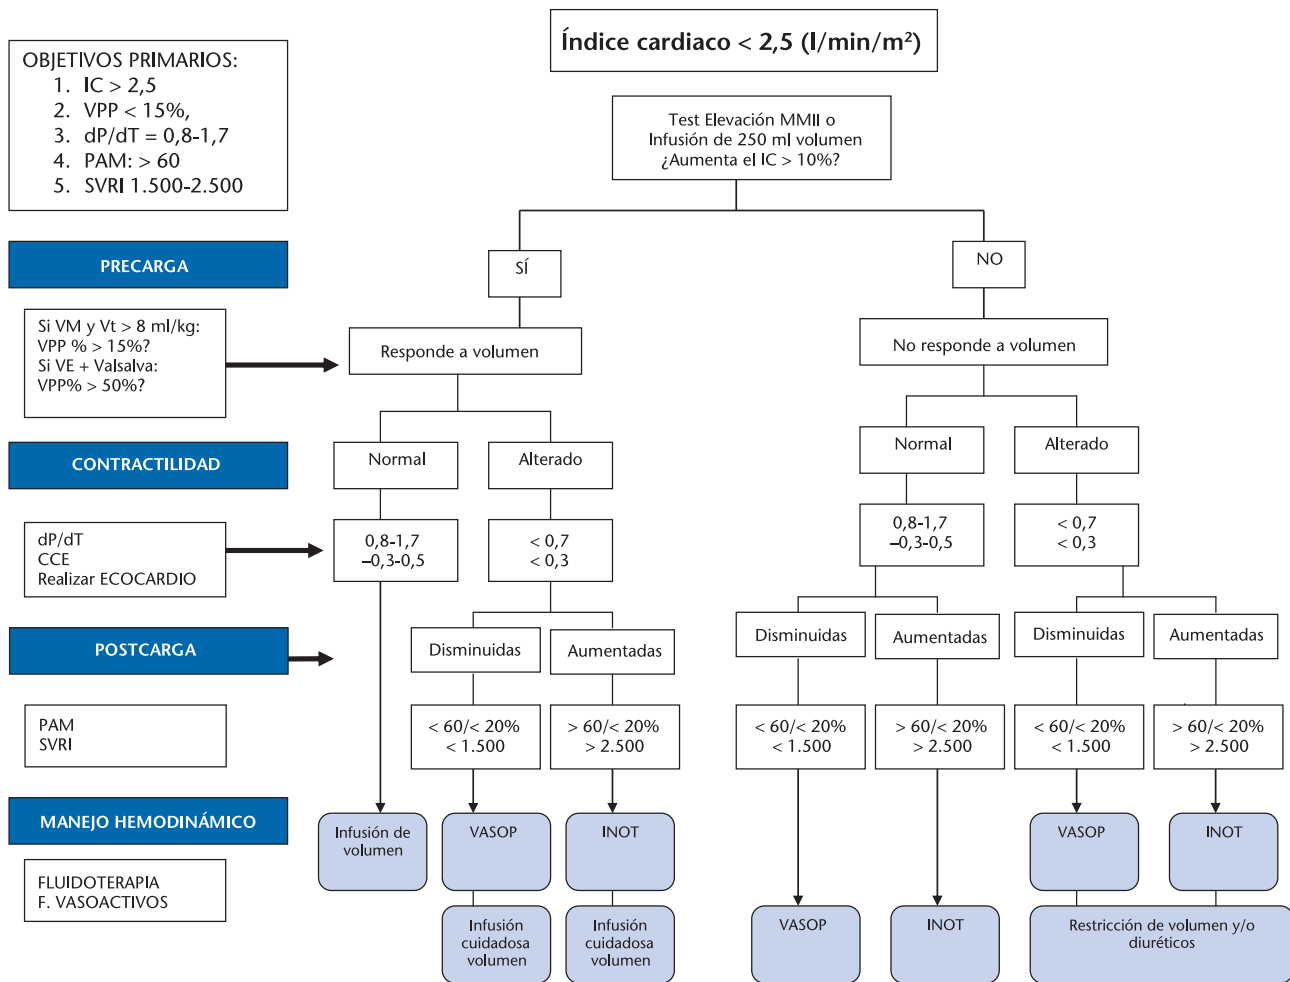 Índice cardiaco < 2,5 (l/min/m²)
OBJETIVOS PRIMARIOS:
1. IC > 2,5
2. VPP < 15%,
3. dP/dT = 0,8-1,7
4. PAM: > 60
5. SVRI 1.500-2.500
Test Elevación MMII o
Infusión de 250 ml volumen
¿Aumenta el IC > 10%?
PRECARGA
SÍ
NO
Si VM y Vt > 8 ml/kg:
VPP % > 15%?
Si VE + Valsalva:
VPP% > 50%?
Responde a volumen
No responde a volumen
CONTRACTILIDAD
Normal
Alterado
Normal
Alterado
dP/dT
CCE
Realizar ECOCARDIO
0,8-1,7
–0,3-0,5
< 0,7
< 0,3
0,8-1,7
–0,3-0,5
< 0,7
< 0,3
POSTCARGA
Disminuidas
Aumentadas
Disminuidas
Aumentadas
Disminuidas
Aumentadas
PAM
SVRI
< 60/< 20%
< 1.500
> 60/< 20%
> 2.500
< 60/< 20%
< 1.500
> 60/< 20%
> 2.500
< 60/< 20%
< 1.500
> 60/< 20%
> 2.500
MANEJO HEMODINÁMICO
Infusión de
volumen
VASOP
INOT
VASOP
INOT
FLUIDOTERAPIA
F. VASOACTIVOS
Infusión
cuidadosa
volumen
Infusión
cuidadosa
volumen
VASOP
INOT
Restricción de volumen y/o
diuréticos